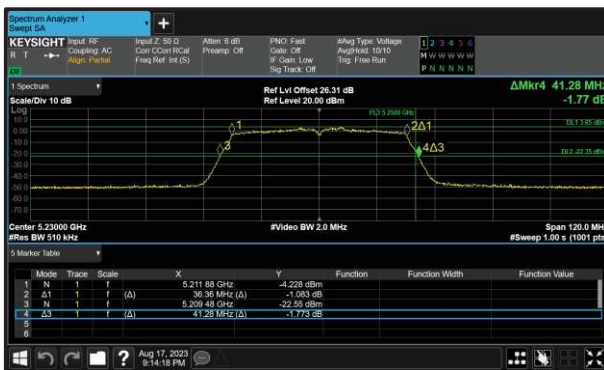 Spectrum Analyzer 1
Swept SA
KEYSIGHT Input: RF Input Z: 50 Ω Atten: 6 dB PNO: Fast #Avg Type: Voltage 1 2 3 4 5 6
R T Coupling: AC Corr CCorr RCal Preamp: Off Gate: Off Avg|Hold: 10/10 M W W W W W
Align: Partial Freq Ref: Int (S) IF Gain: Low Trig: Free Run
Sig Track: Off P N N N N N
1 Spectrum Ref Lvl Offset 26.31 dB ΔMkr4 41.28 MHz
Scale/Div 10 dB Ref Level 20.00 dBm -1.77 dB
Log
10.0
0.00
-10.0
-20.0
-30.0
-40.0
-50.0
-60.0
-70.0
1
2Δ1
3
4Δ3
DL1 3.65 dBm
DL2 -22.35 dBm
Center 5.23000 GHz #Video BW 2.0 MHz Span 120.0 MHz
#Res BW 510 kHz #Sweep 1.00 s (1001 pts
5 Marker Table
Mode Trace Scale X Y Function Function Width Function Value
1 N 1 f 5.211 88 GHz -4.228 dBm
2 Δ1 1 f (Δ) 36.36 MHz (Δ) -1.083 dB
3 N 1 f 5.209 48 GHz -22.55 dBm
4 Δ3 1 f (Δ) 41.28 MHz (Δ) -1.773 dB
5
6
? Aug 17, 2023
9:14:18 PM